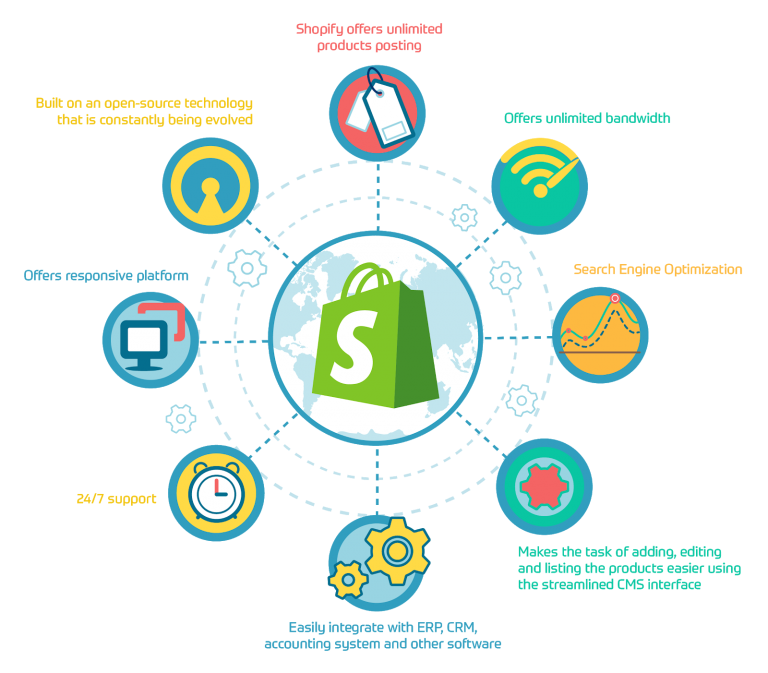 Shopify offers unlimited
products posting
Built on an open-source technology
that is constantly being evolved
Offers unlimited bandwidth
Offers responsive platform
Search Engine Optimization
S
24/7 support
Makes the task of adding, editing
and listing the products easier using
the streamlined CMS interface
Easily integrate with ERP, CRM,
accounting system and other software